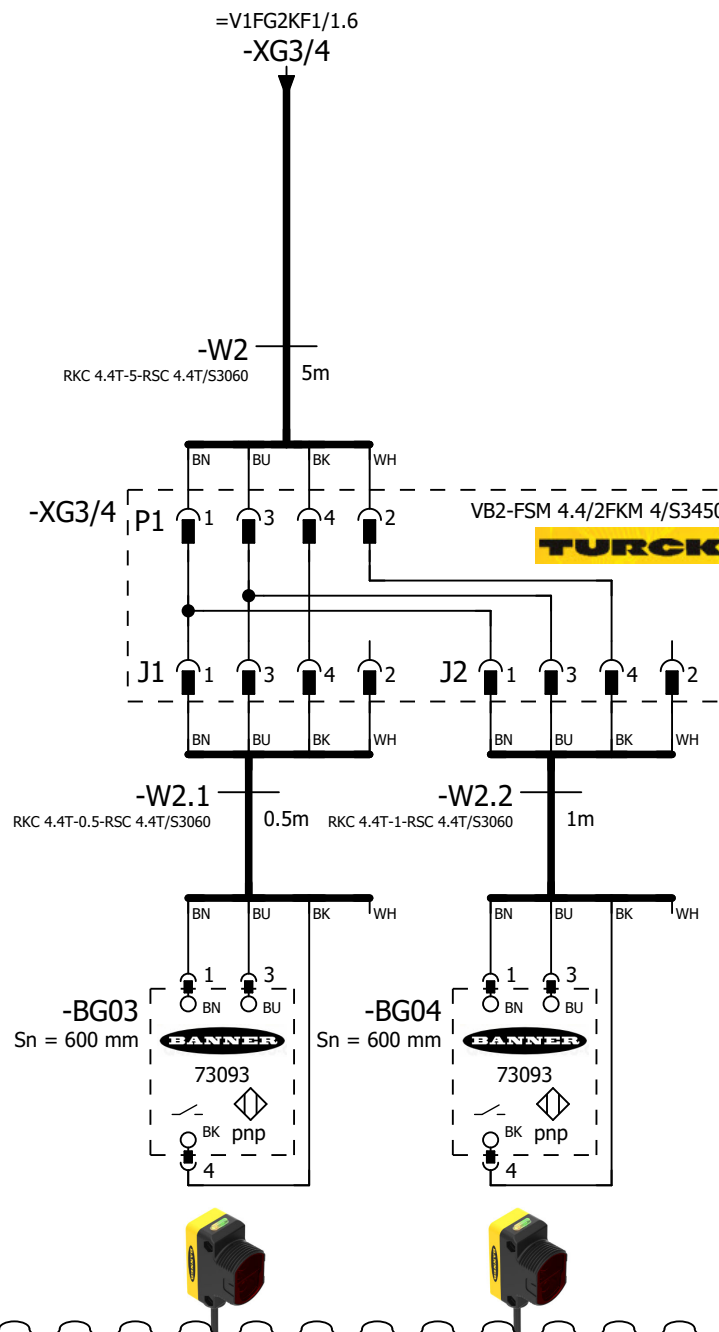 =V1FG2KF1/1.6
-XG3/4
-W2
RKC 4.4T-5-RSC 4.4T/S3060
5m
BN BU BK WH
-XG3/4
P1 1 3 4 2
VB2-FSM 4.4/2FKM 4/S3450
TURCK
J1 1 3 4 2
J2 1 3 4 2
BN BU BK WH
BN BU BK WH
-W2.1
RKC 4.4T-0.5-RSC 4.4T/S3060
0.5m
-W2.2
RKC 4.4T-1-RSC 4.4T/S3060
1m
BN BU BK WH
BN BU BK WH
1 3
-BG03
BN BU
Sn = 600 mm
BANNER
73093
BK pnp
4
1 3
-BG04
BN BU
Sn = 600 mm
BANNER
73093
BK pnp
4